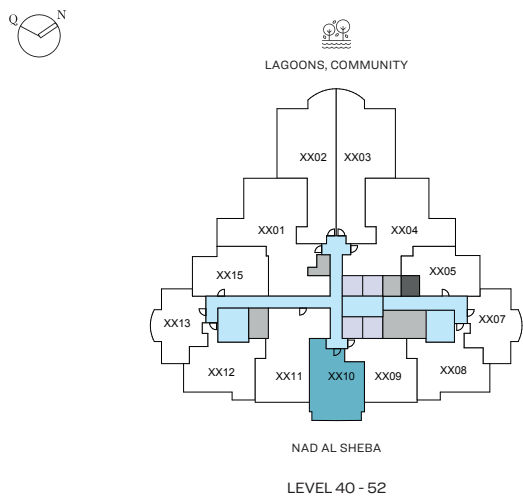 Q N
LAGOONS, COMMUNITY
XX02 XX03
XX01 XX04
XX15 XX05
XX13 XX07
XX12 XX11 XX10 XX09 XX08
NAD AL SHEBA
LEVEL 40 - 52